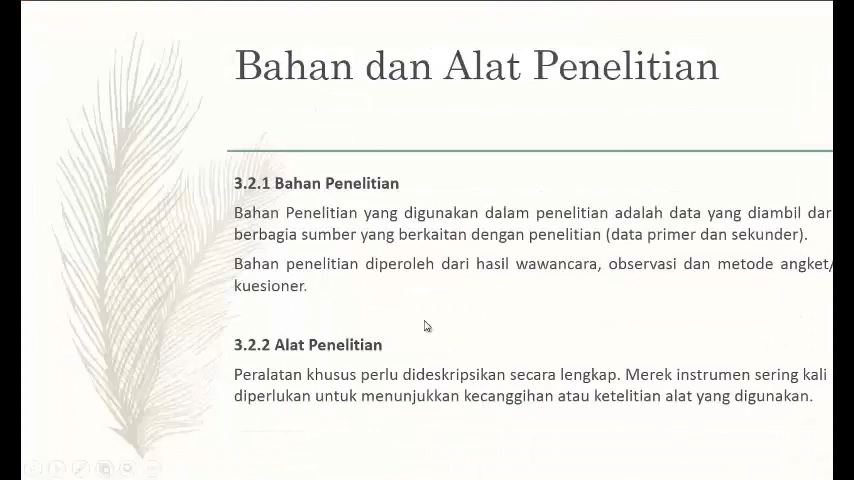 Bahan dan Alat Penelitian
3.2.1 Bahan Penelitian
Bahan Penelitian yang digunakan dalam penelitian adalah data yang diambil dar
berbagia sumber yang berkaitan dengan penelitian (data primer dan sekunder).
Bahan penelitian diperoleh dari hasil wawancara, observasi dan metode angket/
kuesioner.
3.2.2 Alat Penelitian
Peralatan khusus perlu dideskripsikan secara lengkap. Merek instrumen sering kali
diperlukan untuk menunjukkan kecanggihan atau ketelitian alat yang digunakan.